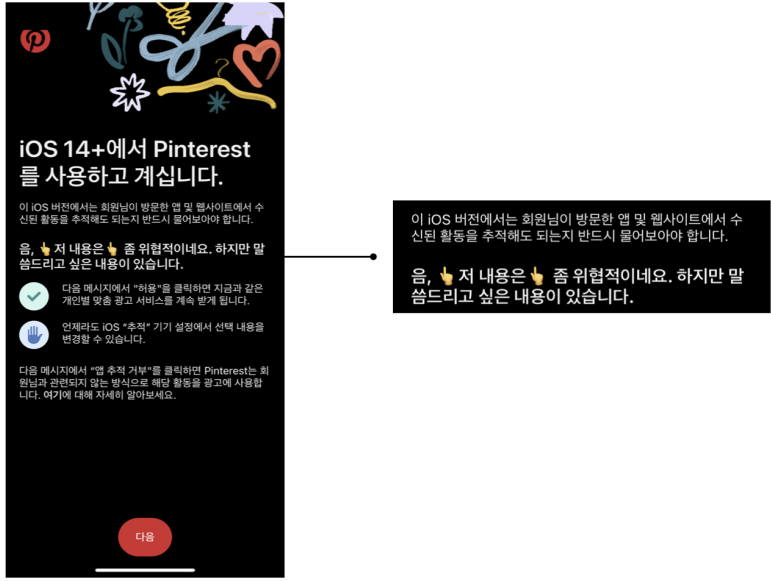 iOS 14+에서 Pinterest
를 사용하고 계십니다.
이 iOS 버전에서는 회원님이 방문한 앱 및 웹사이트에서 수
신된 활동을 추적해도 되는지 반드시 물어보아야 합니다.
음, 👆저 내용은👆 좀 위협적이네요. 하지만 말
씀드리고 싶은 내용이 있습니다.
다음 메시지에서 "허용"을 클릭하면 지금과 같은
개인별 맞춤 광고 서비스를 계속 받게 됩니다.
언제라도 iOS “추적” 기기 설정에서 선택 내용을
변경할 수 있습니다.
다음 메시지에서 “앱 추적 거부"를 클릭하면 Pinterest는 회
원님과 관련되지 않는 방식으로 해당 활동을 광고에 사용합
니다. 여기에 대해 자세히 알아보세요.
다음
이 iOS 버전에서는 회원님이 방문한 앱 및 웹사이트에서 수
신된 활동을 추적해도 되는지 반드시 물어보아야 합니다.
음, 👆저 내용은👆 좀 위협적이네요. 하지만 말
씀드리고 싶은 내용이 있습니다.